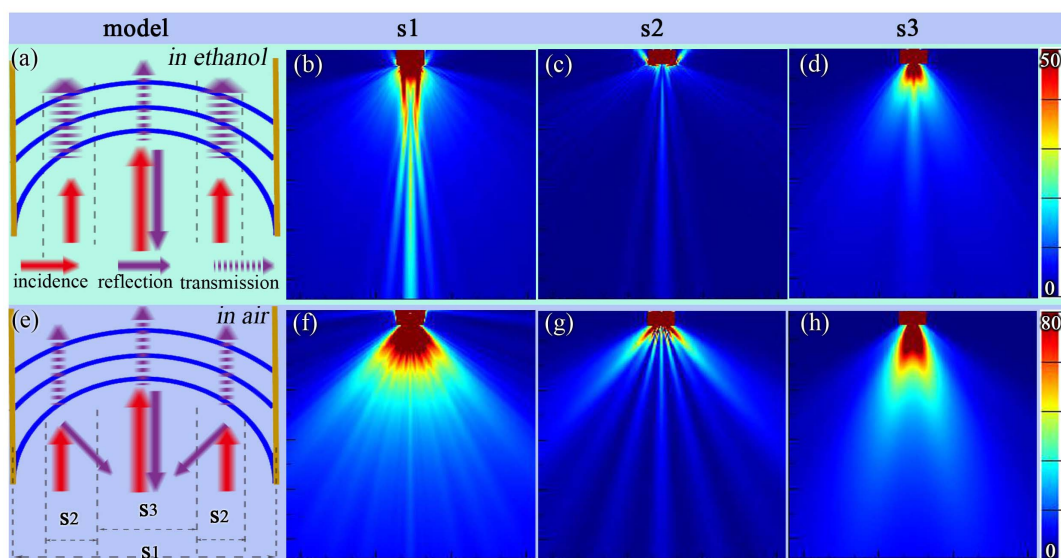 model s1 s2 s3
(a) in ethanol (b) (c) (d) 50
incidence reflection transmission
0
(e) in air (f) (g) (h) 80
s2 s3 s2
s1
0